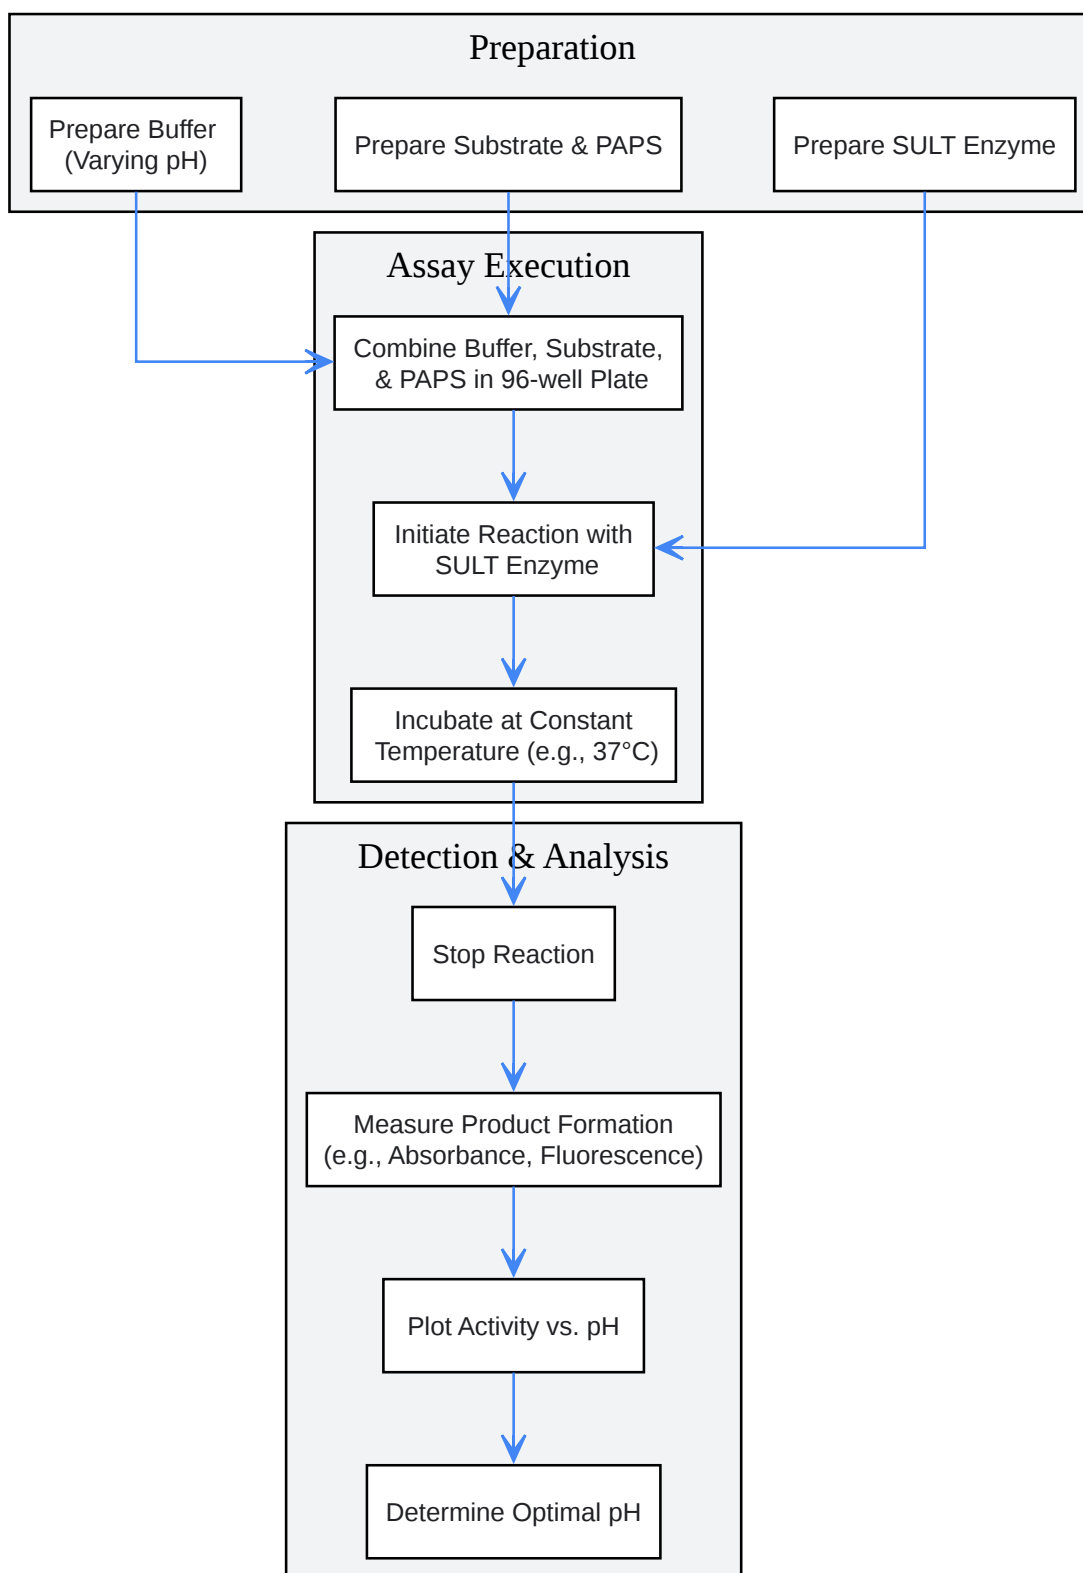 Preparation
Prepare Buffer
(Varying pH)
Prepare Substrate & PAPS
Prepare SULT Enzyme
Assay Execution
Combine Buffer, Substrate,
& PAPS in 96-well Plate
Initiate Reaction with
SULT Enzyme
Incubate at Constant
Temperature (e.g., 37°C)
Detection & Analysis
Stop Reaction
Measure Product Formation
(e.g., Absorbance, Fluorescence)
Plot Activity vs. pH
Determine Optimal pH